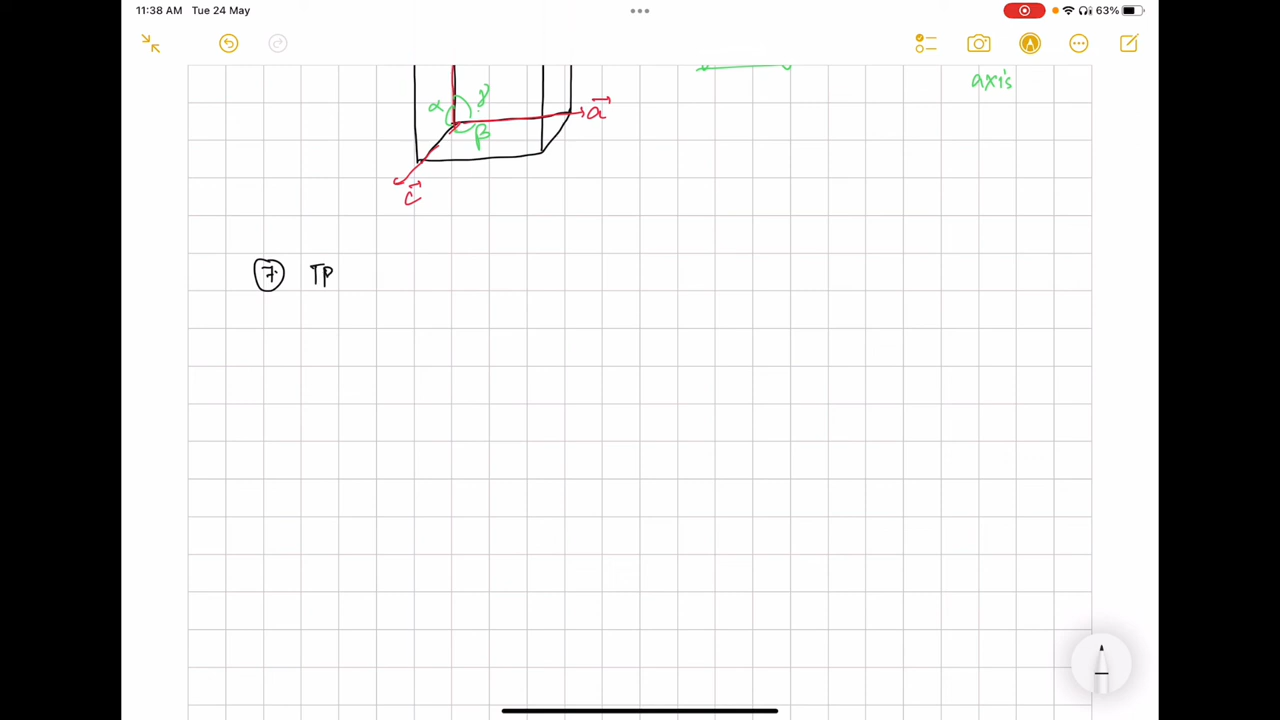 11:38 AM Tue 24 May
63%
axis
α γ
β
a⃗
c⃗
7. TP